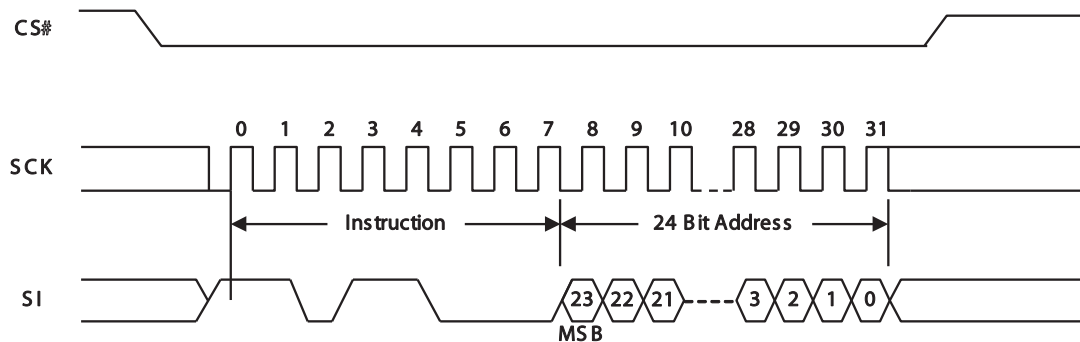 CS#
0 1 2 3 4 5 6 7 8 9 10 28 29 30 31
SCK
Instruction 24 Bit Address
SI 23 22 21 3 2 1 0
MSB